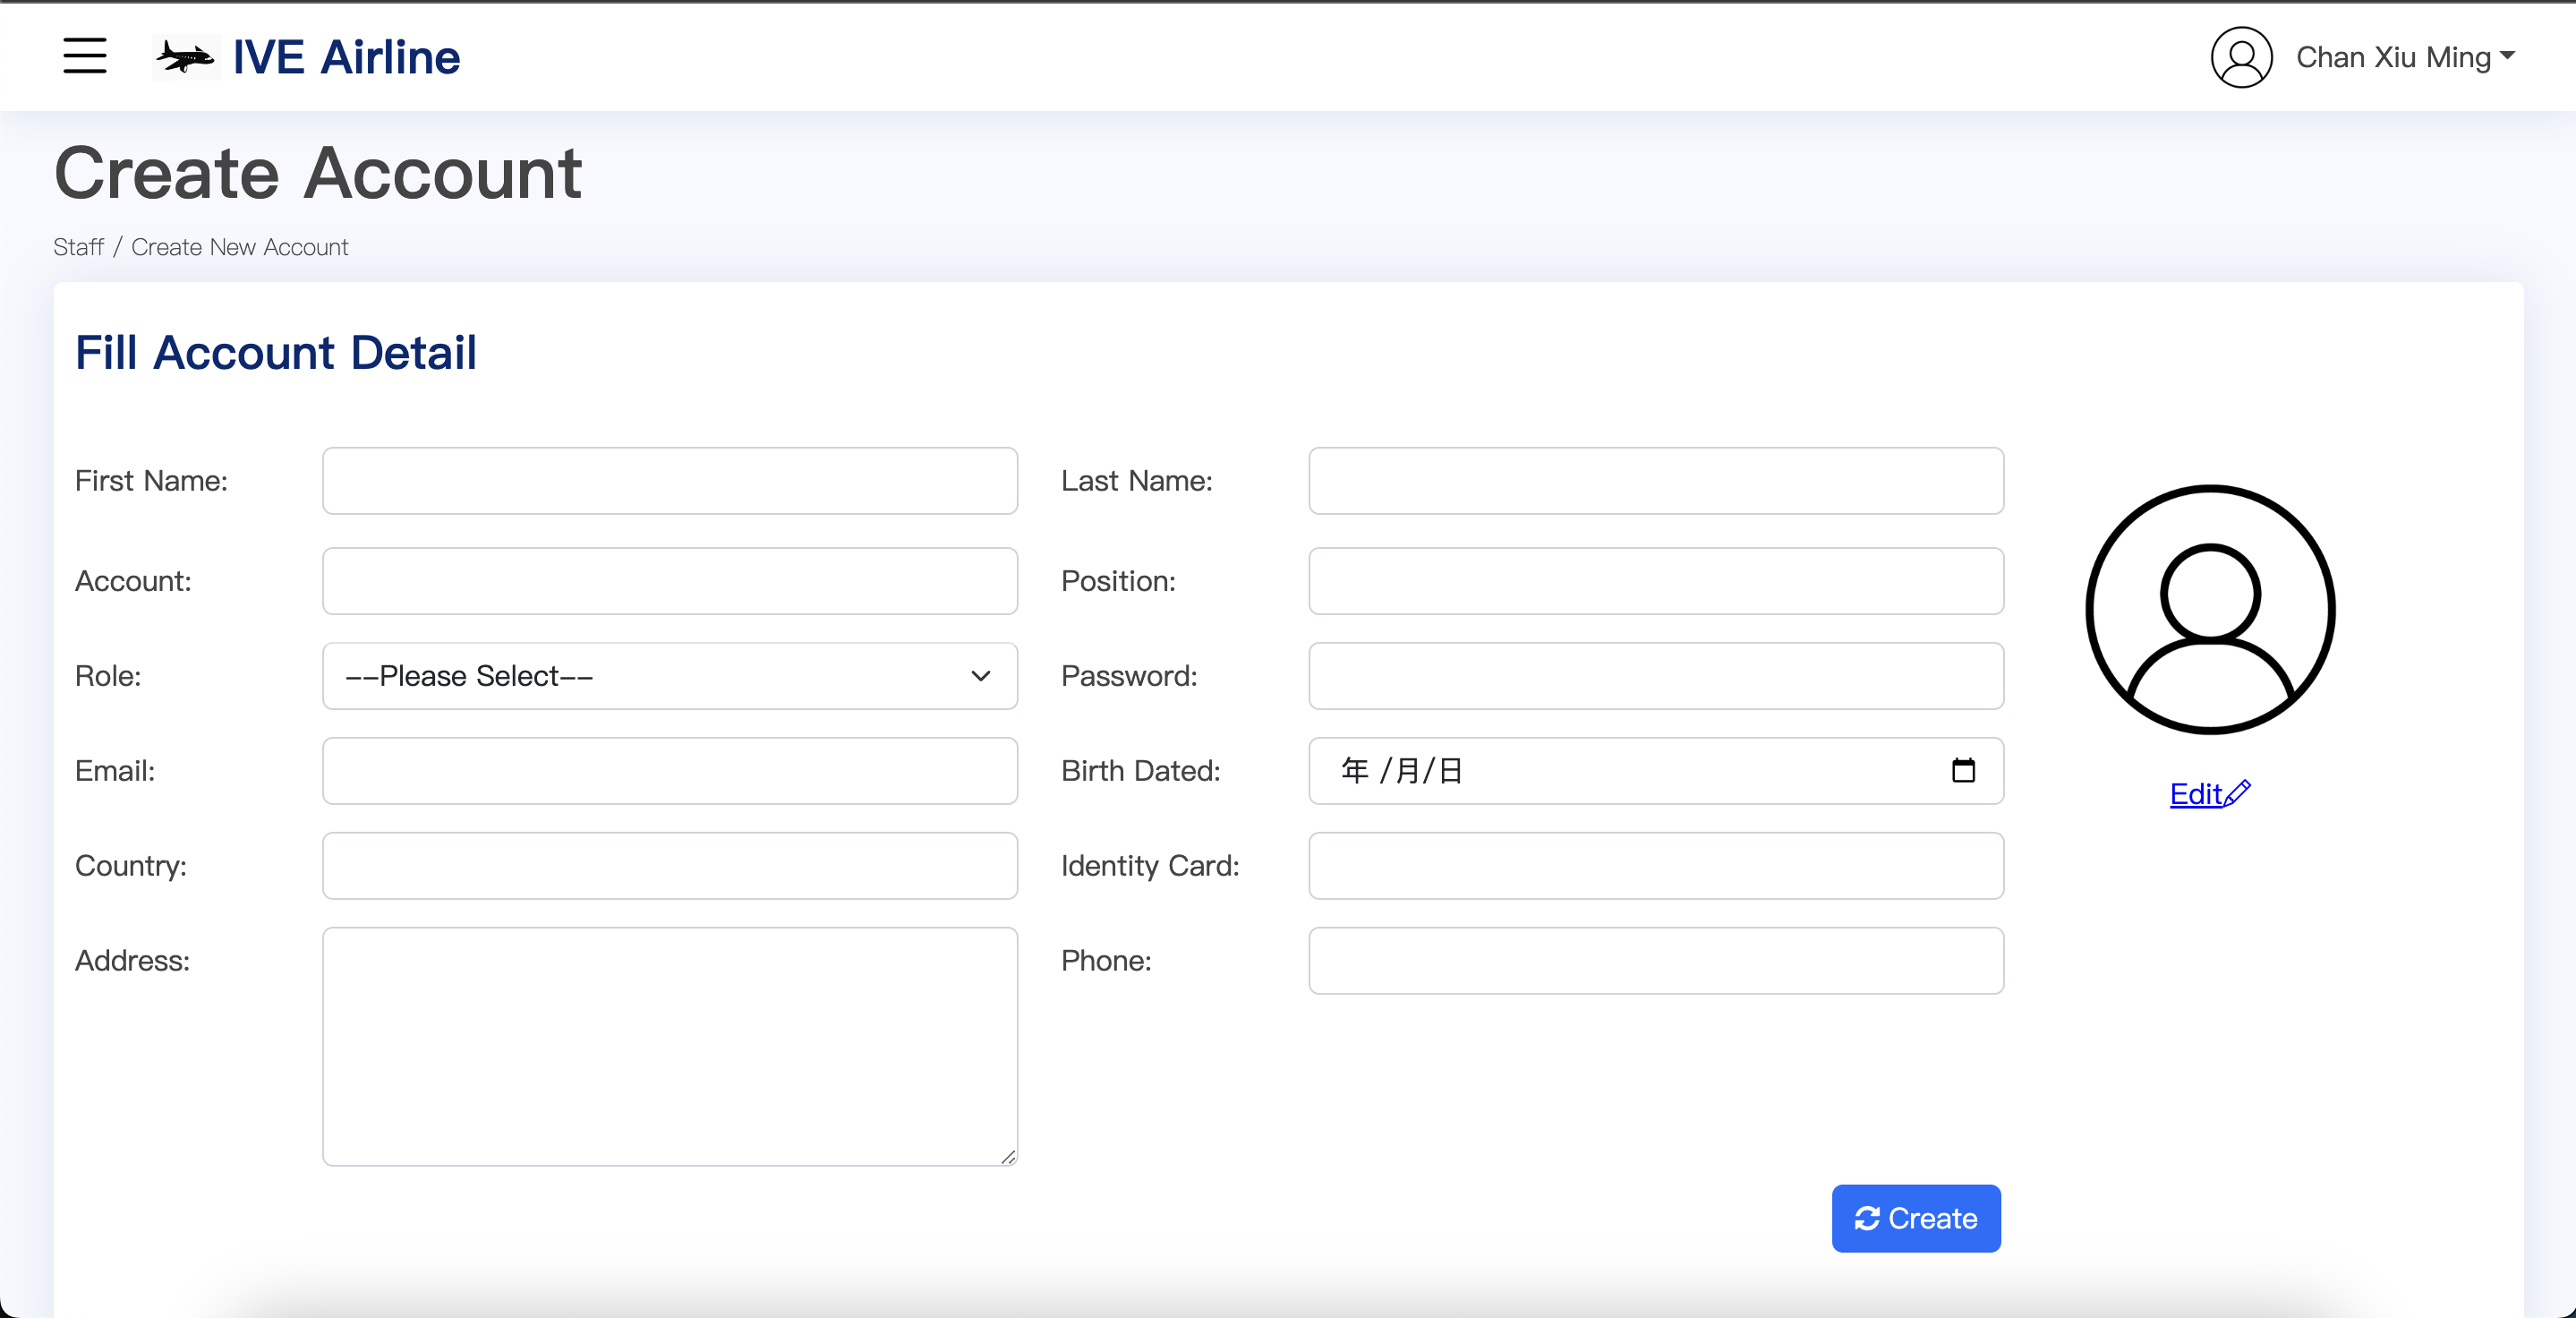 IVE Airline
Chan Xiu Ming
Create Account
Staff / Create New Account
Fill Account Detail
First Name:
Last Name:
Account:
Position:
Role:
--Please Select--
Password:
Email:
Birth Dated:
年 /月/日
Edit
Country:
Identity Card:
Address:
Phone:
Create